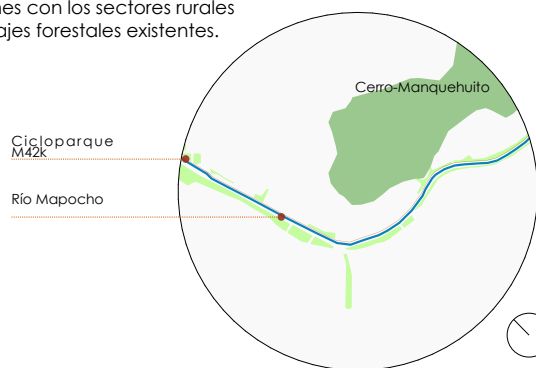 nes con los sectores rurales
ajes forestales existentes.
Cerro-Manquehuito
Cicloparque
M42k
Río Mapocho